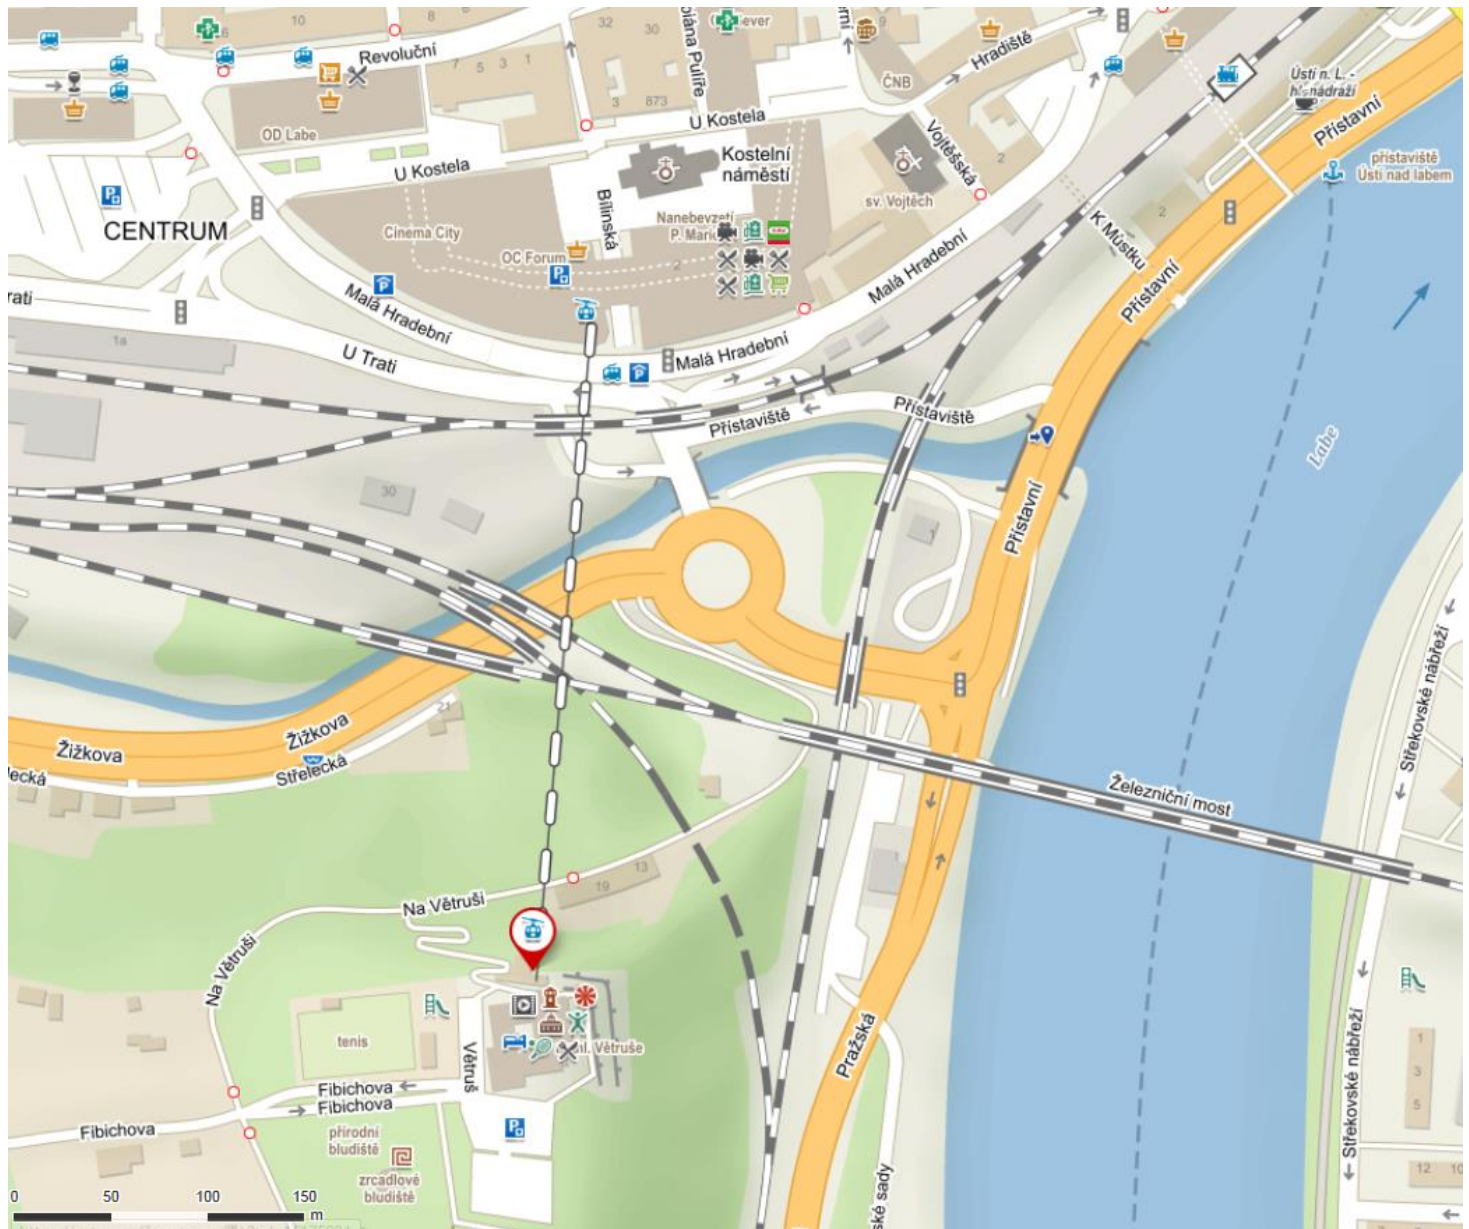 10
8
6
32
30
9
Revoluční
Hradiště
7
5
3
1
3
873
ČNB
Ústí n. L. -
Přístavní
OD Labe
U Kostela
Vojtěšská
2
U Kostela
Kostelní
náměstí
přístaviště
Ústí nad labem
sv. Vojtěch
Bílinská
CENTRUM
Cinema City
Nanebevzetí
OC Forum
2
2
K Můstku
Přístavní
Malá Hradební
Malá Hradební
1a
U Trati
Malá Hradební
Přístaviště
Přístaviště
Labe
30
1
Přístavní
Střekovské nábřeží
21
Žižkova
Žižkova
Střelecká
Železniční most
13
19
Na Větruši
Na Větruši
tenis
Větruš
Pražská
Střekovské nábřeží
1
3
5
Fibichova
Fibichova
Fibichova
přírodní
bludiště
zrcadlové
bludiště
12
10
0 50 100 150
m